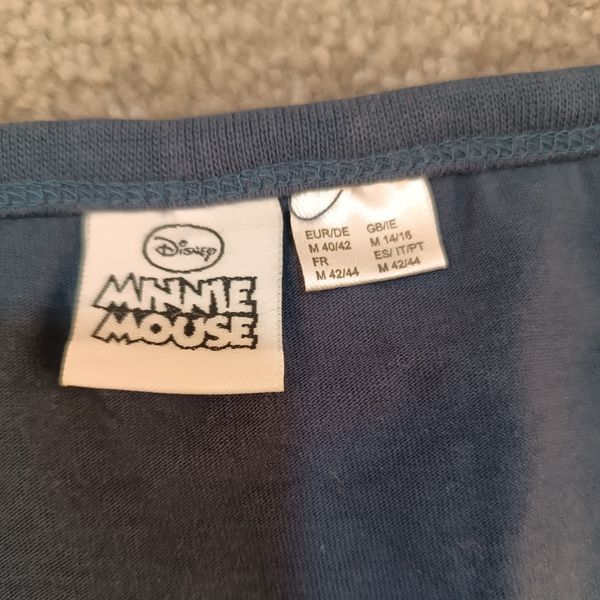 Disney
MINNIE
MOUSE
EUR/DE
M 40/42
FR
M 42/44
GB/IE
M 14/16
ES/ IT/PT
M 42/44